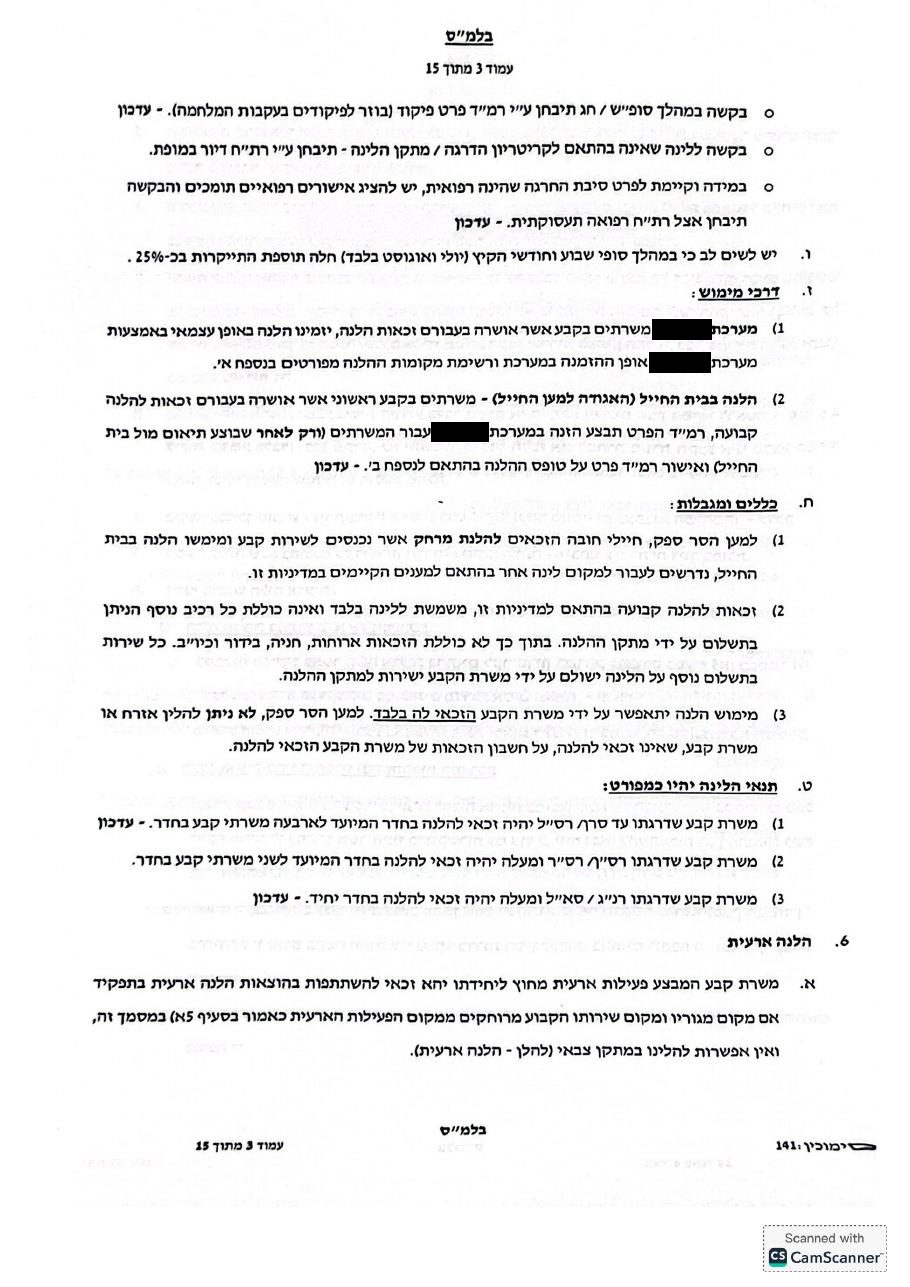 בלמ"ס
עמוד 3 מתוך 15
o בקשה במהלך סופ"ש / חג תיבחן ע"י רמ"ד פרט פיקוד (בוזר לפיקודים בעקבות המלחמה). - עדכון
o בקשה ללינה שאינה בהתאם לקריטריון הדרגה / מתקן הלינה - תיבחן ע"י רת"ח דיור במופת.
o במידה וקיימת לפרט סיבת החרגה שהינה רפואית, יש להציג אישורים רפואיים תומכים והבקשה
תיבחן אצל רת"ח רפואה תעסוקתית. - עדכון
ו. יש לשים לב כי במהלך סופי שבוע וחודשי הקיץ (יולי ואוגוסט בלבד) חלה תוספת התייקרות בכ-25% .
ז. דרכי מימוש:
1) מערכת משרתים בקבע אשר אושרה בעבורם זכאות הלנה, יזמינו הלנה באופן עצמאי באמצעות
מערכת אופן ההזמנה במערכת ורשימת מקומות ההלנה מפורטים בנספח א'.
2) הלנה בבית החייל (האגודה למען החייל) - משרתים בקבע ראשוני אשר אושרה בעבורם זכאות להלנה
קבועה, רמ"ד הפרט תבצע הזנה במערכת עבור המשרתים (ורק לאחר שבוצע תיאום מול בית
החייל) ואישור רמ"ד פרט על טופס ההלנה בהתאם לנספח ב'. - עדכון
ח. כללים ומגבלות:
1) למען הסר ספק, חיילי חובה הזכאים להלנת מרחק אשר נכנסים לשירות קבע ומימשו הלנה בבית
החייל, נדרשים לעבור למקום לינה אחר בהתאם למענים הקיימים במדיניות זו.
2) זכאות להלנה קבועה בהתאם למדיניות זו, משמשת ללינה בלבד ואינה כוללת כל רכיב נוסף הניתן
בתשלום על ידי מתקן ההלנה. בתוך כך לא כוללת הזכאות ארוחות, חניה, בידור וכיו"ב. כל שירות
בתשלום נוסף על הלינה ישולם על ידי משרת הקבע ישירות למתקן ההלנה.
3) מימוש הלנה יתאפשר על ידי משרת הקבע הזכאי לה בלבד. למען הסר ספק, לא ניתן להלין אזרח או
משרת קבע, שאינו זכאי להלנה, על חשבון הזכאות של משרת הקבע הזכאי להלנה.
ט. תנאי הלינה יהיו כמפורט:
1) משרת קבע שדרגתו עד סרן/ רס"ל יהיה זכאי להלנה בחדר המיועד לארבעה משרתי קבע בחדר. - עדכון
2) משרת קבע שדרגתו רס"ן/ רס"ר ומעלה יהיה זכאי להלנה בחדר המיועד לשני משרתי קבע בחדר.
3) משרת קבע שדרגתו רנ"ג / סא"ל ומעלה יהיה זכאי להלנה בחדר יחיד. - עדכון
6. הלנה ארעית
א. משרת קבע המבצע פעילות ארעית מחוץ ליחידתו יהא זכאי להשתתפות בהוצאות הלנה ארעית בתפקיד
אם מקום מגוריו ומקום שירותו הקבוע מרוחקים ממקום הפעילות הארעית כאמור בסעיף 5א) במסמך זה,
ואין אפשרות להלינו במתקן צבאי (להלן - הלנה ארעית).
בלמ"ס
ימוכין: 141 עמוד 3 מתוך 15
Scanned with
CS CamScanner